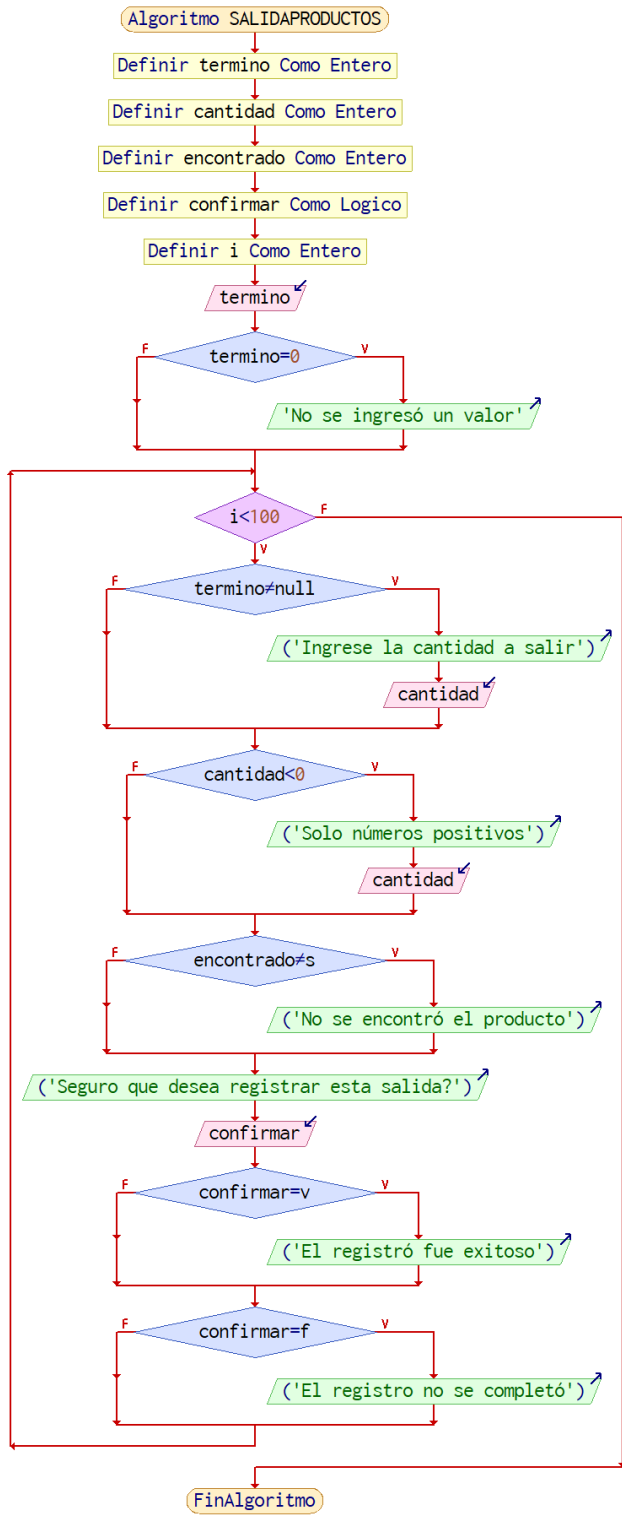 Algoritmo SALIDAPRODUCTOS
Definir termino Como Entero
Definir cantidad Como Entero
Definir encontrado Como Entero
Definir confirmar Como Logico
Definir i Como Entero
termino
termino=0
F
V
'No se ingresó un valor'
i<100
F
V
termino≠null
F
V
('Ingrese la cantidad a salir')
cantidad
cantidad<0
F
V
('Solo números positivos')
cantidad
encontrado≠s
F
V
('No se encontró el producto')
('Seguro que desea registrar esta salida?')
confirmar
confirmar=v
F
V
('El registró fue exitoso')
confirmar=f
F
V
('El registro no se completó')
FinAlgoritmo